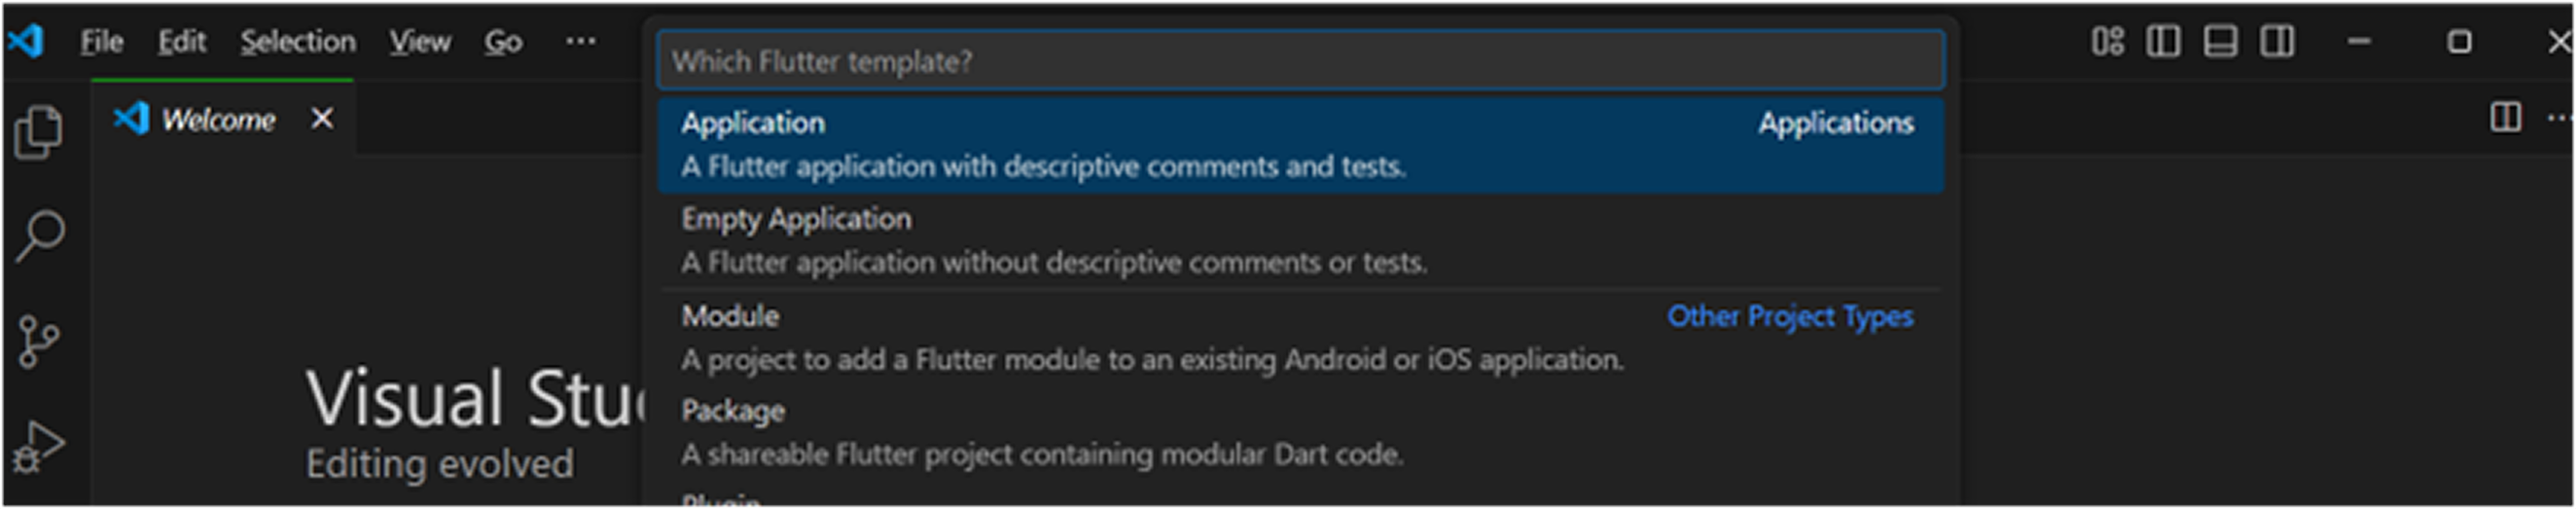 File Edit Selection View Go ...
Which Flutter template?
Welcome
Application Applications
A Flutter application with descriptive comments and tests.
Empty Application
A Flutter application without descriptive comments or tests.
Module Other Project Types
A project to add a Flutter module to an existing Android or iOS application.
Visual Stu
Package
Editing evolved
A shareable Flutter project containing modular Dart code.
Plugin